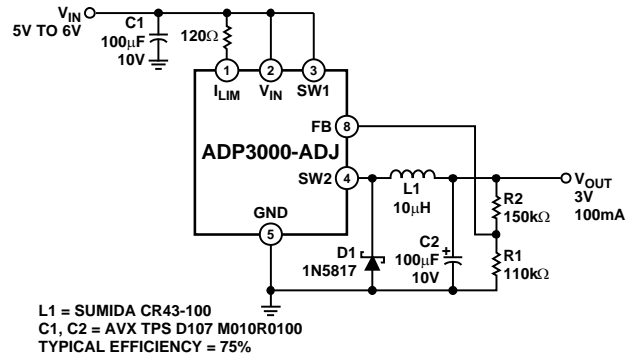 V_IN
5V TO 6V
C1
100µF
10V
120Ω
1
2
3
I_LIM
V_IN
SW1
FB
8
ADP3000-ADJ
SW2
4
L1
10µH
V_OUT
3V
100mA
R2
150kΩ
GND
5
D1
1N5817
C2
+
100µF
10V
R1
110kΩ
L1 = SUMIDA CR43-100
C1, C2 = AVX TPS D107 M010R0100
TYPICAL EFFICIENCY = 75%